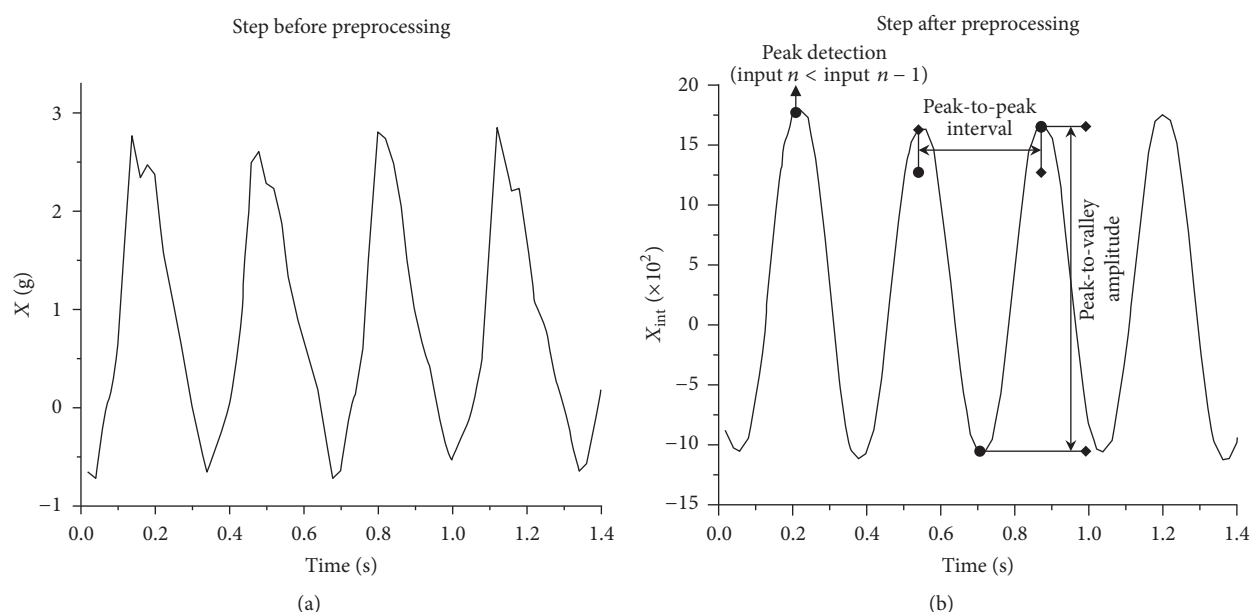 Step before preprocessing
3
2
1
0
−1
X (g)
0.0 0.2 0.4 0.6 0.8 1.0 1.2 1.4
Time (s)
(a)
Step after preprocessing
Peak detection
(input n < input n − 1)
Peak-to-peak
interval
Peak-to-valley
amplitude
20
15
10
5
0
−5
−10
−15
X_int (×10²)
0.0 0.2 0.4 0.6 0.8 1.0 1.2 1.4
Time (s)
(b)